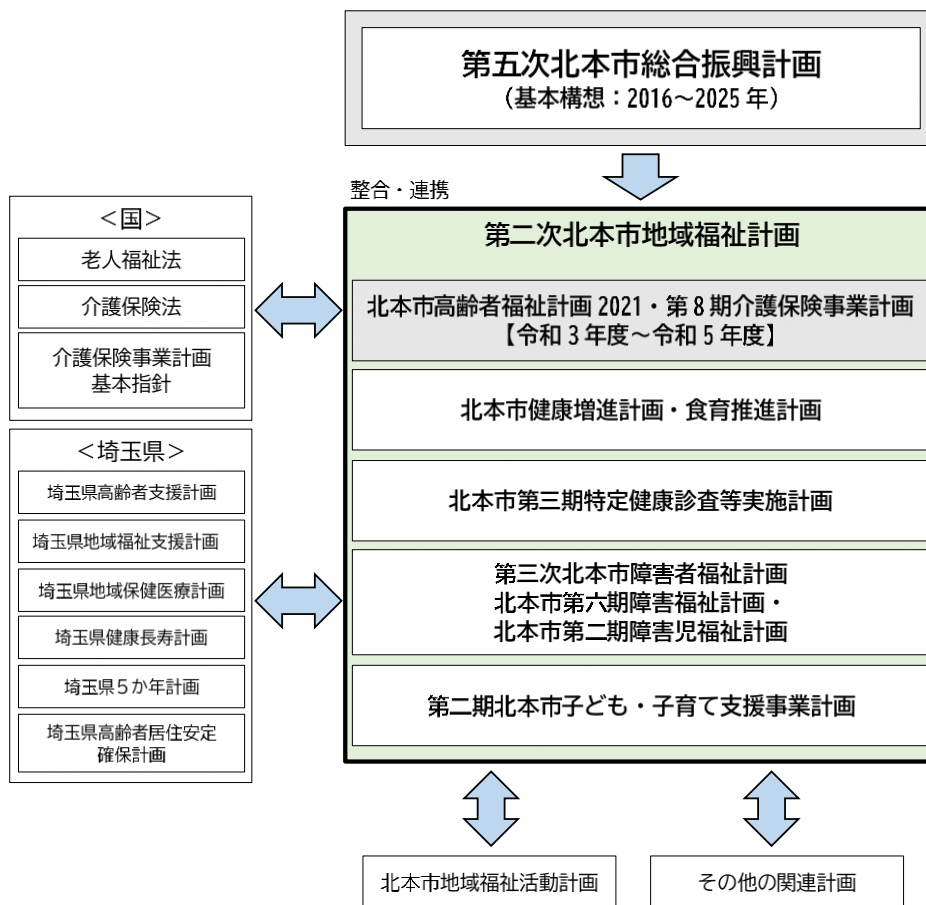 第五次北本市総合振興計画
（基本構想：2016～2025年）
整合・連携
＜国＞
老人福祉法
介護保険法
介護保険事業計画
基本指針
＜埼玉県＞
埼玉県高齢者支援計画
埼玉県地域福祉支援計画
埼玉県地域保健医療計画
埼玉県健康長寿計画
埼玉県５か年計画
埼玉県高齢者居住安定
確保計画
第二次北本市地域福祉計画
北本市高齢者福祉計画2021・第8期介護保険事業計画
【令和3年度～令和5年度】
北本市健康増進計画・食育推進計画
北本市第三期特定健康診査等実施計画
第三次北本市障害者福祉計画
北本市第六期障害福祉計画・
北本市第二期障害児福祉計画
第二期北本市子ども・子育て支援事業計画
北本市地域福祉活動計画
その他の関連計画